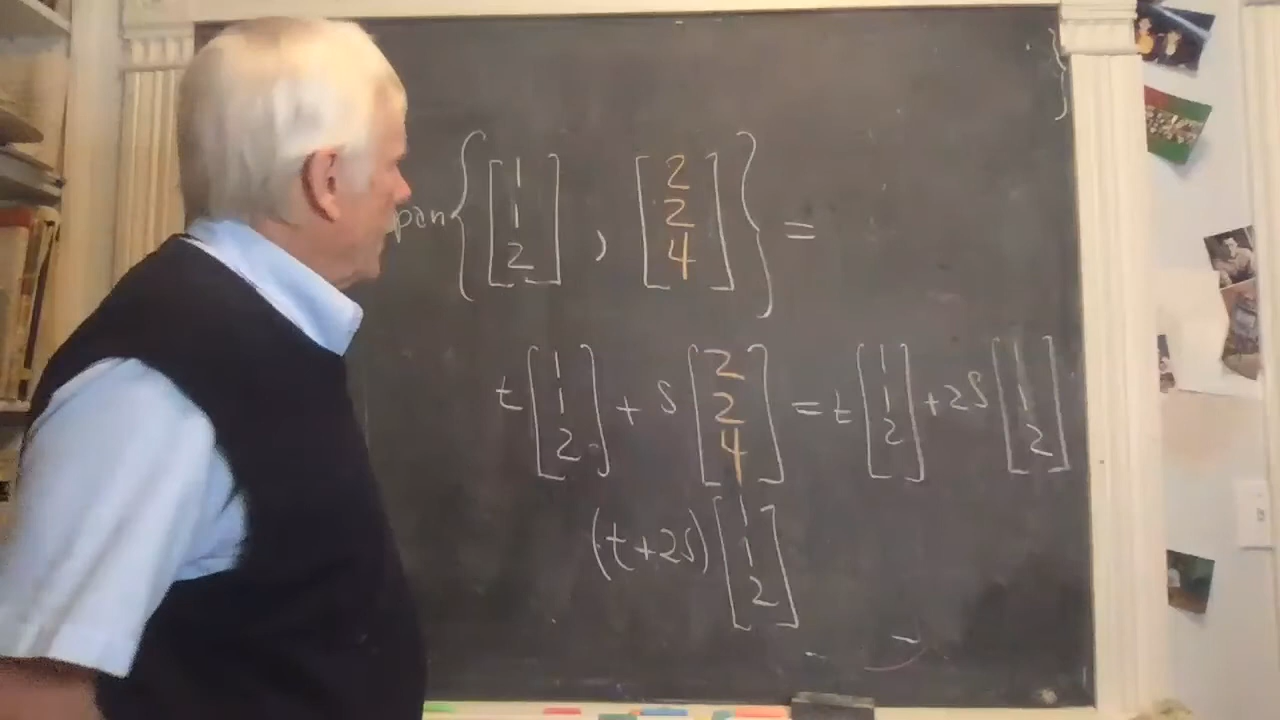 pan { [ 1 1 2 ] , [ 2 2 4 ] } =
t [ 1 1 2 ] + s [ 2 2 4 ] = t [ 1 1 2 ] + 2s [ 1 1 2 ]
(t+2s) [ 1 1 2 ]